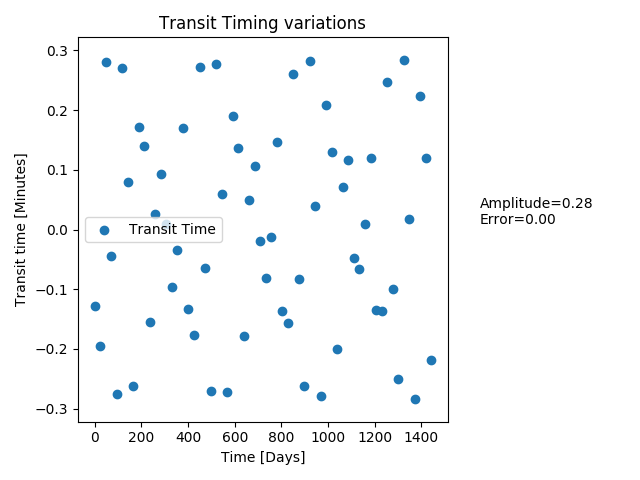 Transit Timing variations
Transit time [Minutes]
0.3
0.2
0.1
0.0
−0.1
−0.2
−0.3
Transit Time
0 200 400 600 800 1000 1200 1400
Time [Days]
Amplitude=0.28
Error=0.00